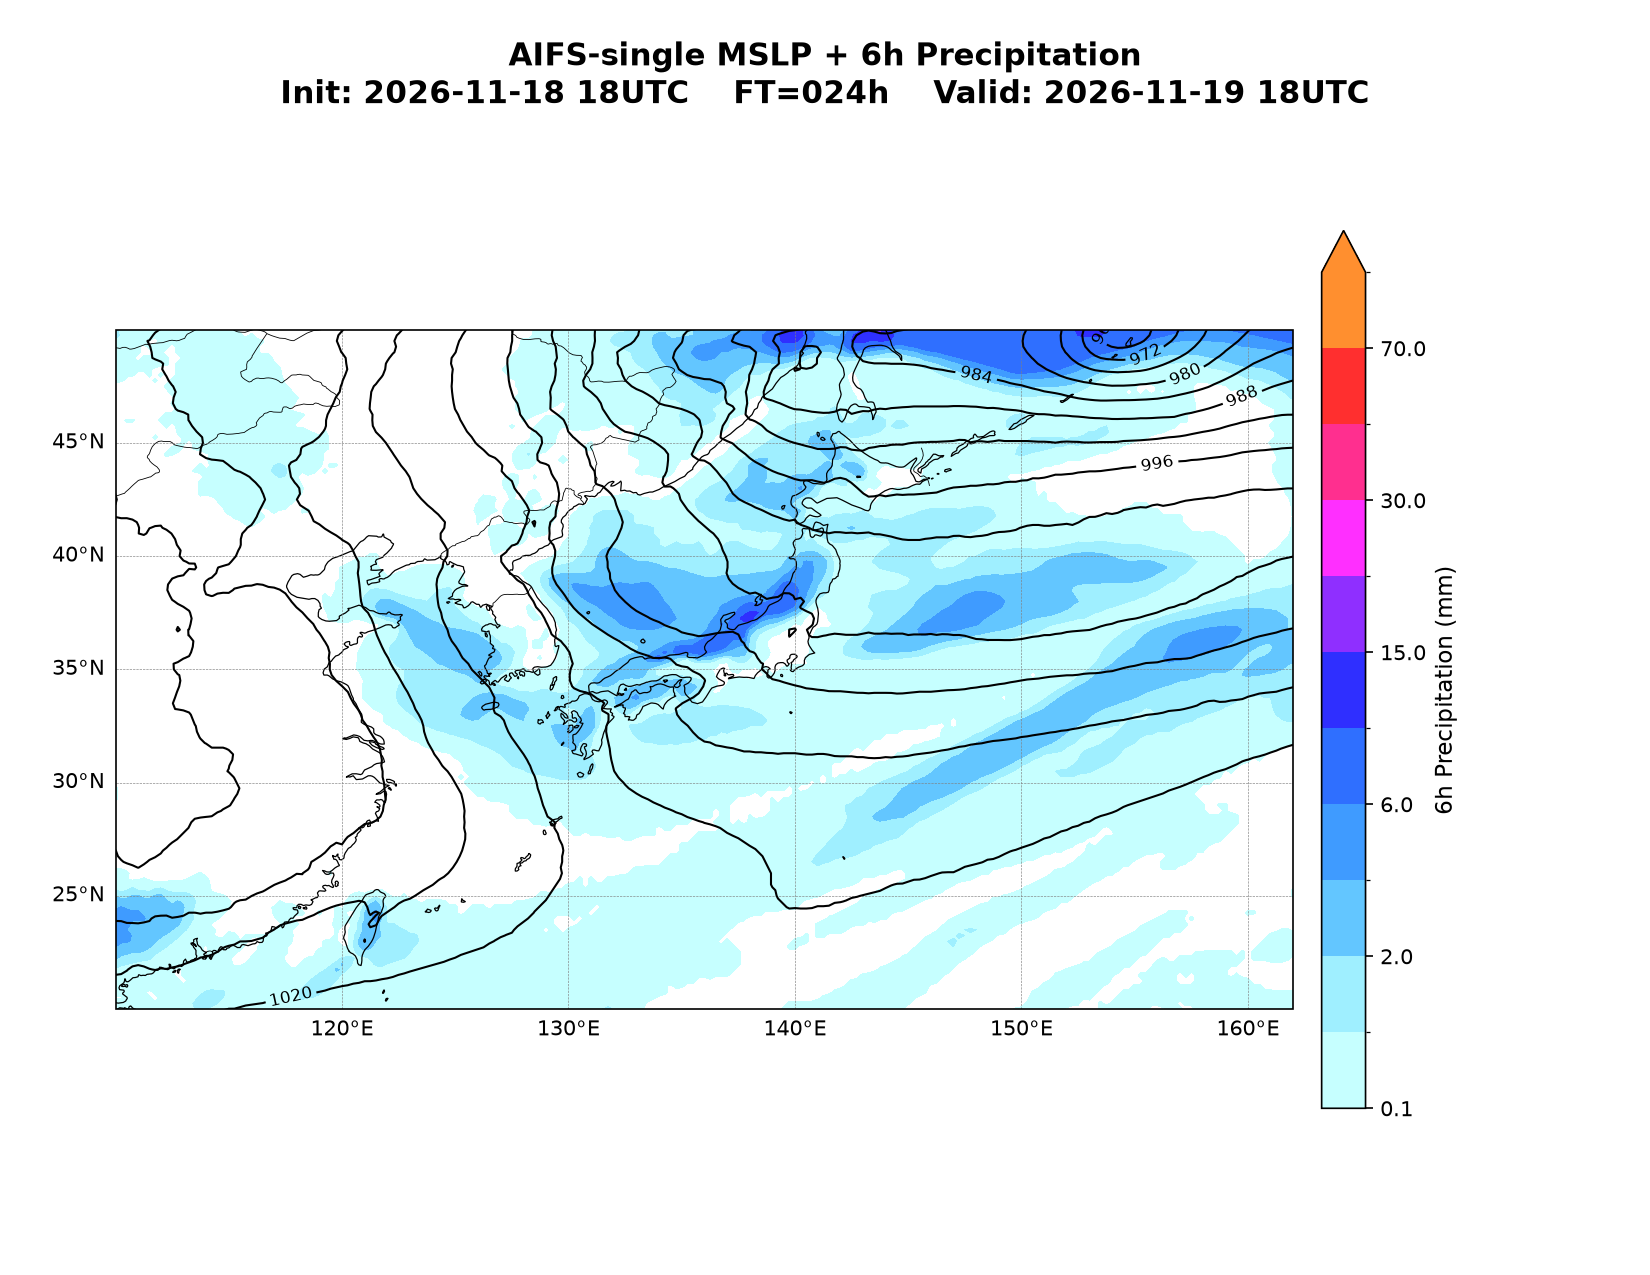 AIFS-single MSLP + 6h Precipitation
Init: 2026-11-18 18UTC    FT=024h    Valid: 2026-11-19 18UTC
45°N
40°N
35°N
30°N
25°N
120°E
130°E
140°E
150°E
160°E
972
980
984
988
996
1020
70.0
30.0
15.0
6.0
2.0
0.1
6h Precipitation (mm)